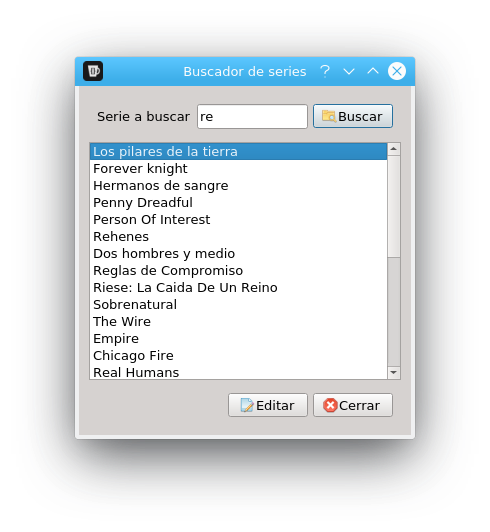 Buscador de series
Serie a buscar re Buscar
Los pilares de la tierra
Forever knight
Hermanos de sangre
Penny Dreadful
Person Of Interest
Rehenes
Dos hombres y medio
Reglas de Compromiso
Riese: La Caida De Un Reino
Sobrenatural
The Wire
Empire
Chicago Fire
Real Humans
Editar Cerrar